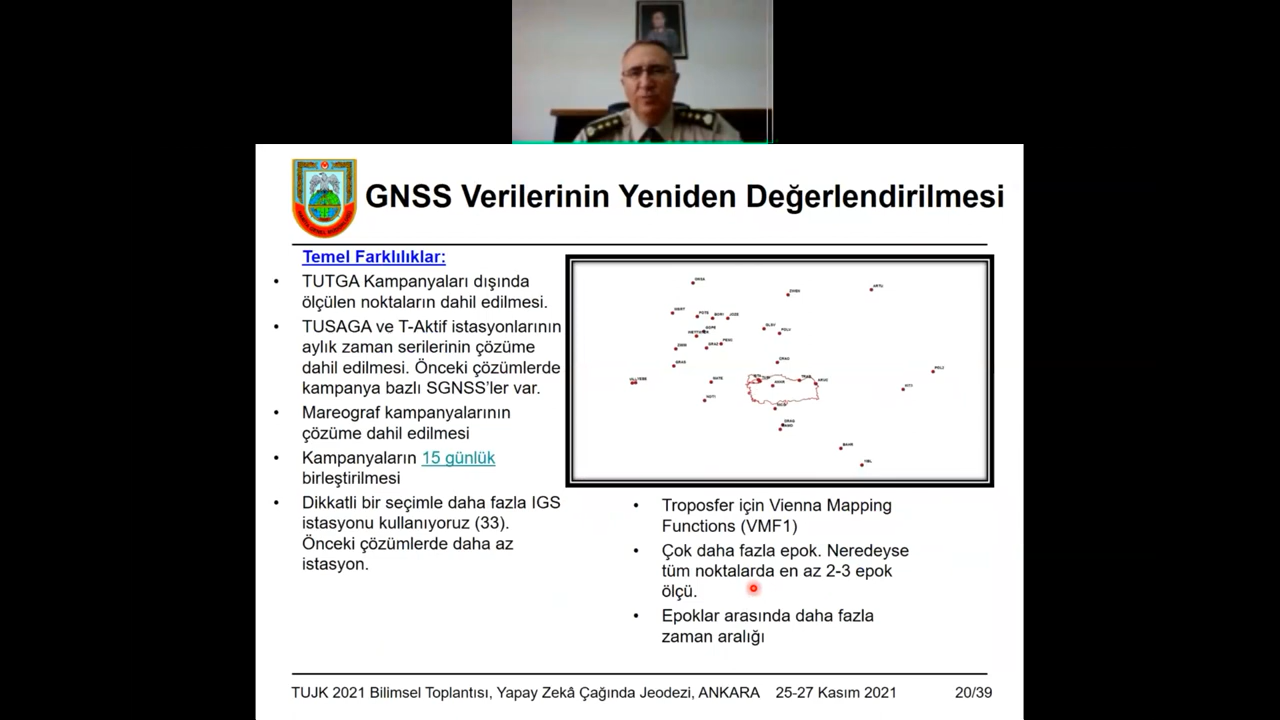 GNSS Verilerinin Yeniden Değerlendirilmesi
Temel Farklılıklar:
• TUTGA Kampanyaları dışında
ölçülen noktaların dahil edilmesi.
• TUSAGA ve T-Aktif istasyonlarının
aylık zaman serilerinin çözüme
dahil edilmesi. Önceki çözümlerde
kampanya bazlı SGNSS'ler var.
• Mareograf kampanyalarının
çözüme dahil edilmesi
• Kampanyaların 15 günlük
birleştirilmesi
• Dikkatli bir seçimle daha fazla IGS
istasyonu kullanıyoruz (33).
Önceki çözümlerde daha az
istasyon.
• Troposfer için Vienna Mapping
Functions (VMF1)
• Çok daha fazla epok. Neredeyse
tüm noktalarda en az 2-3 epok
ölçü.
• Epoklar arasında daha fazla
zaman aralığı
TUJK 2021 Bilimsel Toplantısı, Yapay Zekâ Çağında Jeodezi, ANKARA 25-27 Kasım 2021 20/39